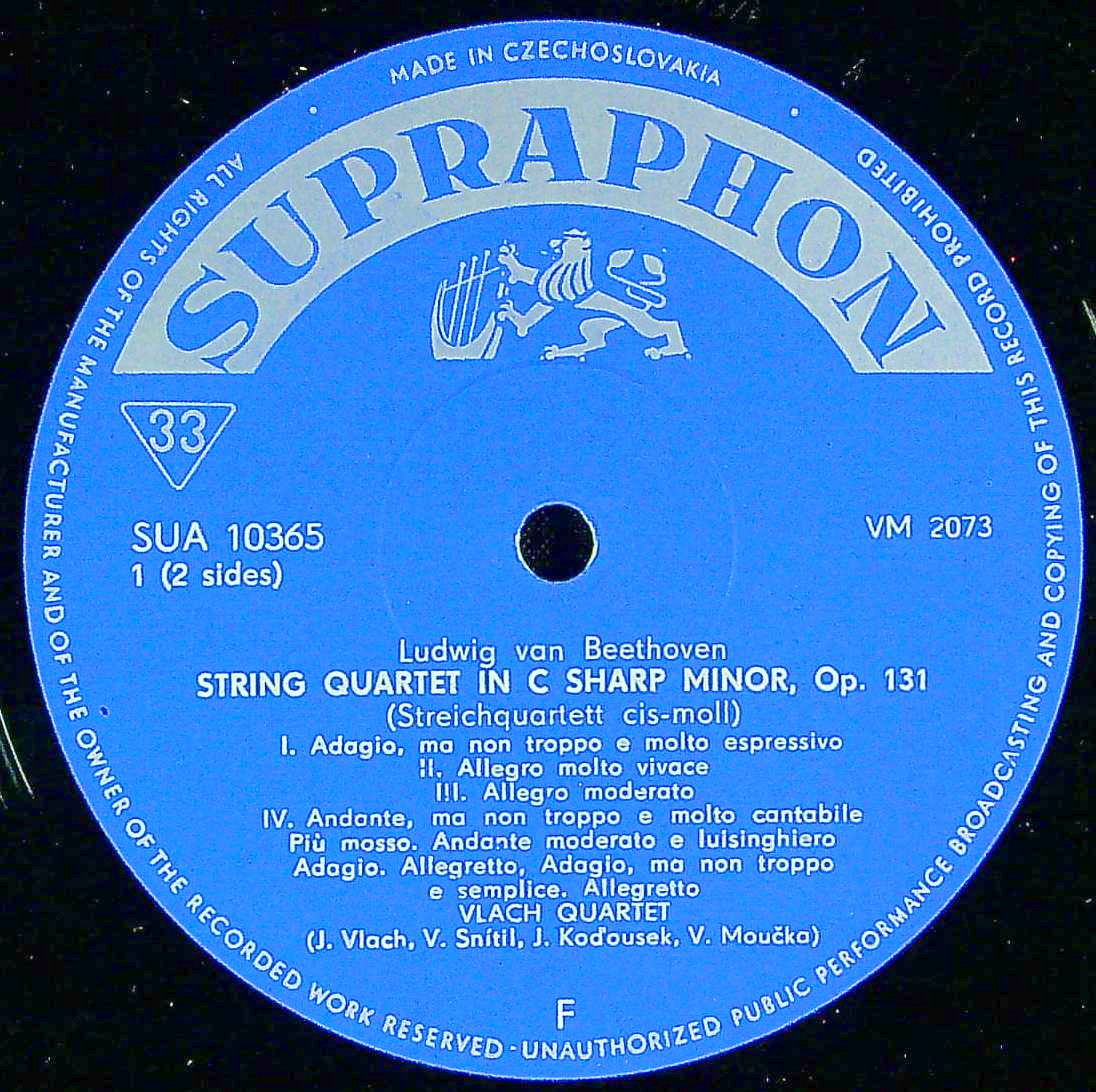 MADE IN CZECHOSLOVAKIA
SUPRAPHON
33
SUA 10365
1 (2 sides)
VM 2073
Ludwig van Beethoven
STRING QUARTET IN C SHARP MINOR, Op. 131
(Streichquartett cis-moll)
I. Adagio, ma non troppo e molto espressivo
II. Allegro molto vivace
III. Allegro moderato
IV. Andante, ma non troppo e molto cantabile
Più mosso. Andante moderato e luisinghiero
Adagio. Allegretto, Adagio, ma non troppo
e semplice. Allegretto
VLACH QUARTET
(J. Vlach, V. Snítil, J. Koďousek, V. Moučka)
F
ALL RIGHTS OF THE MANUFACTURER AND OF THE OWNER OF THE RECORDED WORK RESERVED · UNAUTHORIZED PUBLIC PERFORMANCE BROADCASTING AND COPYING OF THIS RECORD PROHIBITED